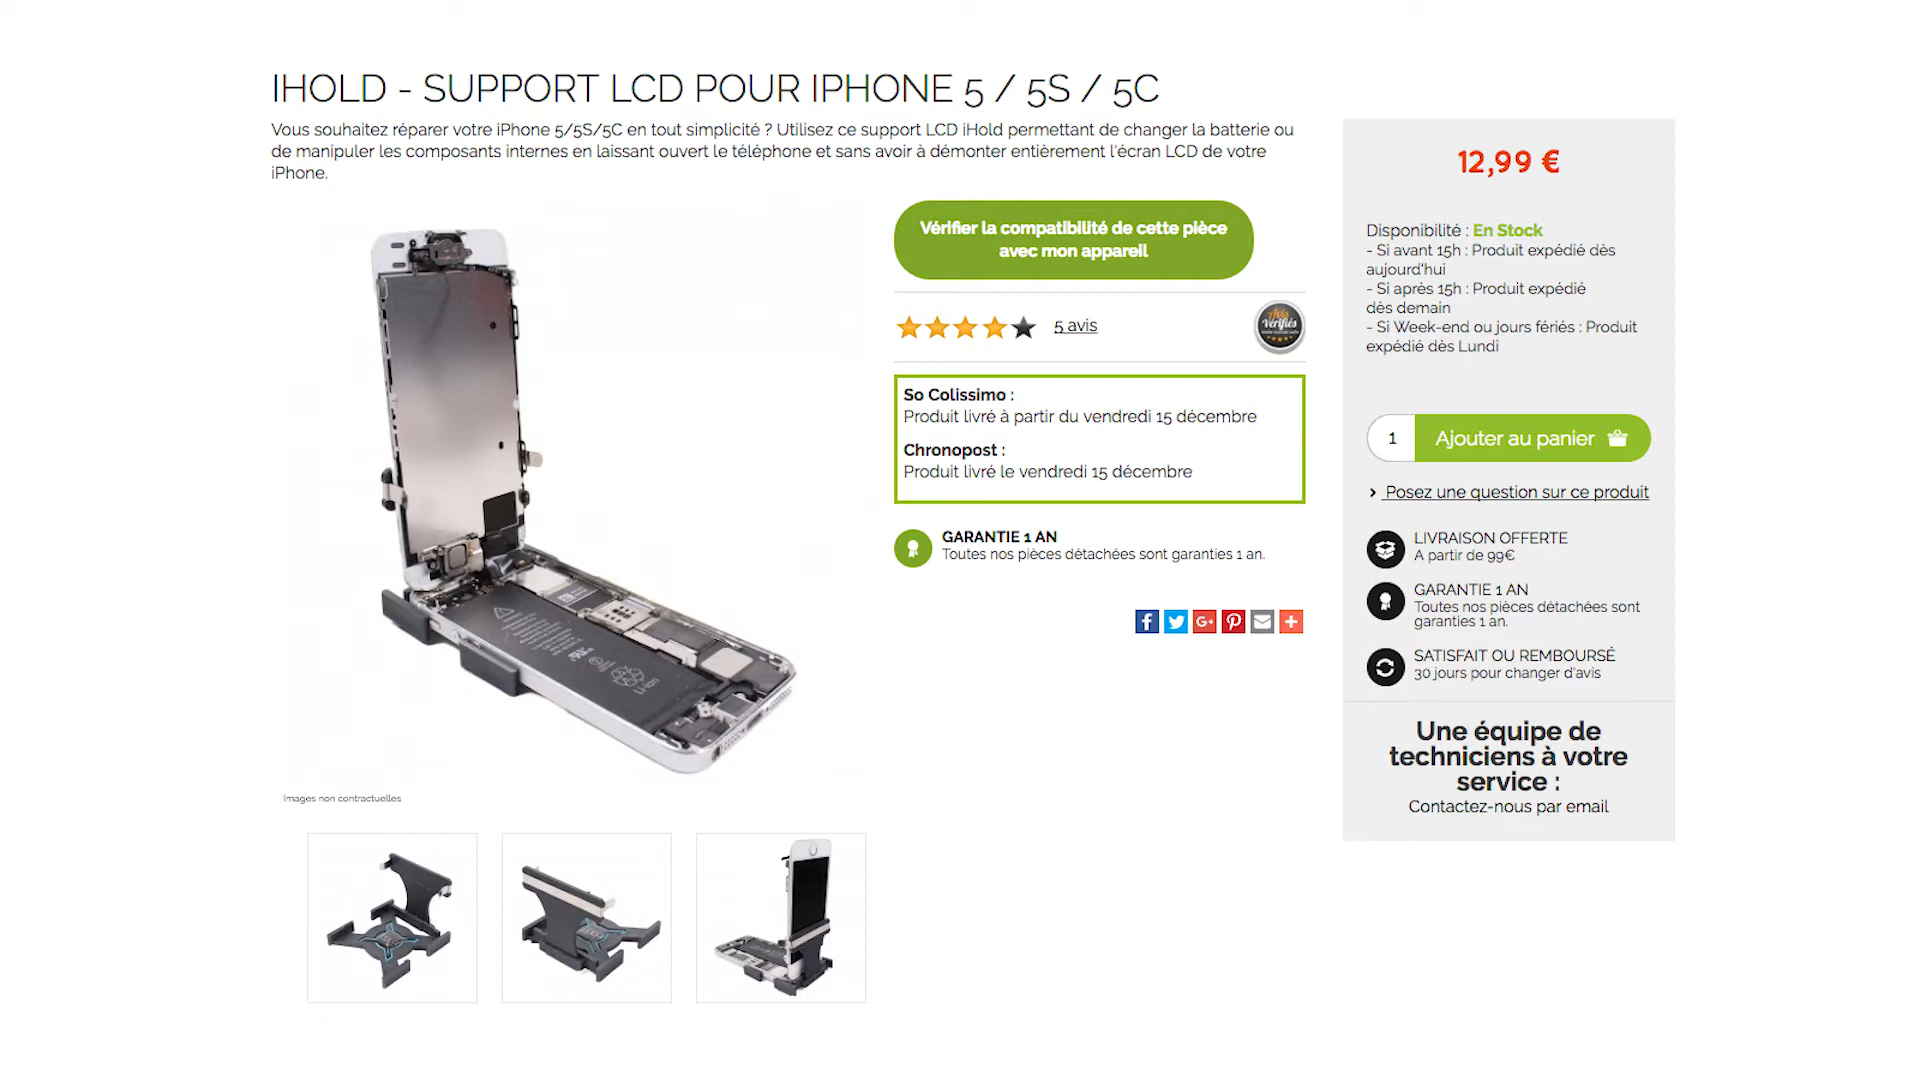 IHOLD - SUPPORT LCD POUR IPHONE 5 / 5S / 5C
Vous souhaitez réparer votre iPhone 5/5S/5C en tout simplicité ? Utilisez ce support LCD iHold permettant de changer la batterie ou
de manipuler les composants internes en laissant ouvert le téléphone et sans avoir à démonter entièrement l'écran LCD de votre
iPhone.
Vérifier la compatibilité de cette pièce
avec mon appareil
5 avis
Avis
Vérifiés
So Colissimo :
Produit livré à partir du vendredi 15 décembre
Chronopost :
Produit livré le vendredi 15 décembre
GARANTIE 1 AN
Toutes nos pièces détachées sont garanties 1 an.
Li-ion
Images non contractuelles
12,99 €
Disponibilité : En Stock
- Si avant 15h : Produit expédié dès
aujourd'hui
- Si après 15h : Produit expédié
dès demain
- Si Week-end ou jours fériés : Produit
expédié dès Lundi
1
Ajouter au panier
Posez une question sur ce produit
LIVRAISON OFFERTE
A partir de 99€
GARANTIE 1 AN
Toutes nos pièces détachées sont
garanties 1 an.
SATISFAIT OU REMBOURSÉ
30 jours pour changer d'avis
Une équipe de
techniciens à votre
service :
Contactez-nous par email